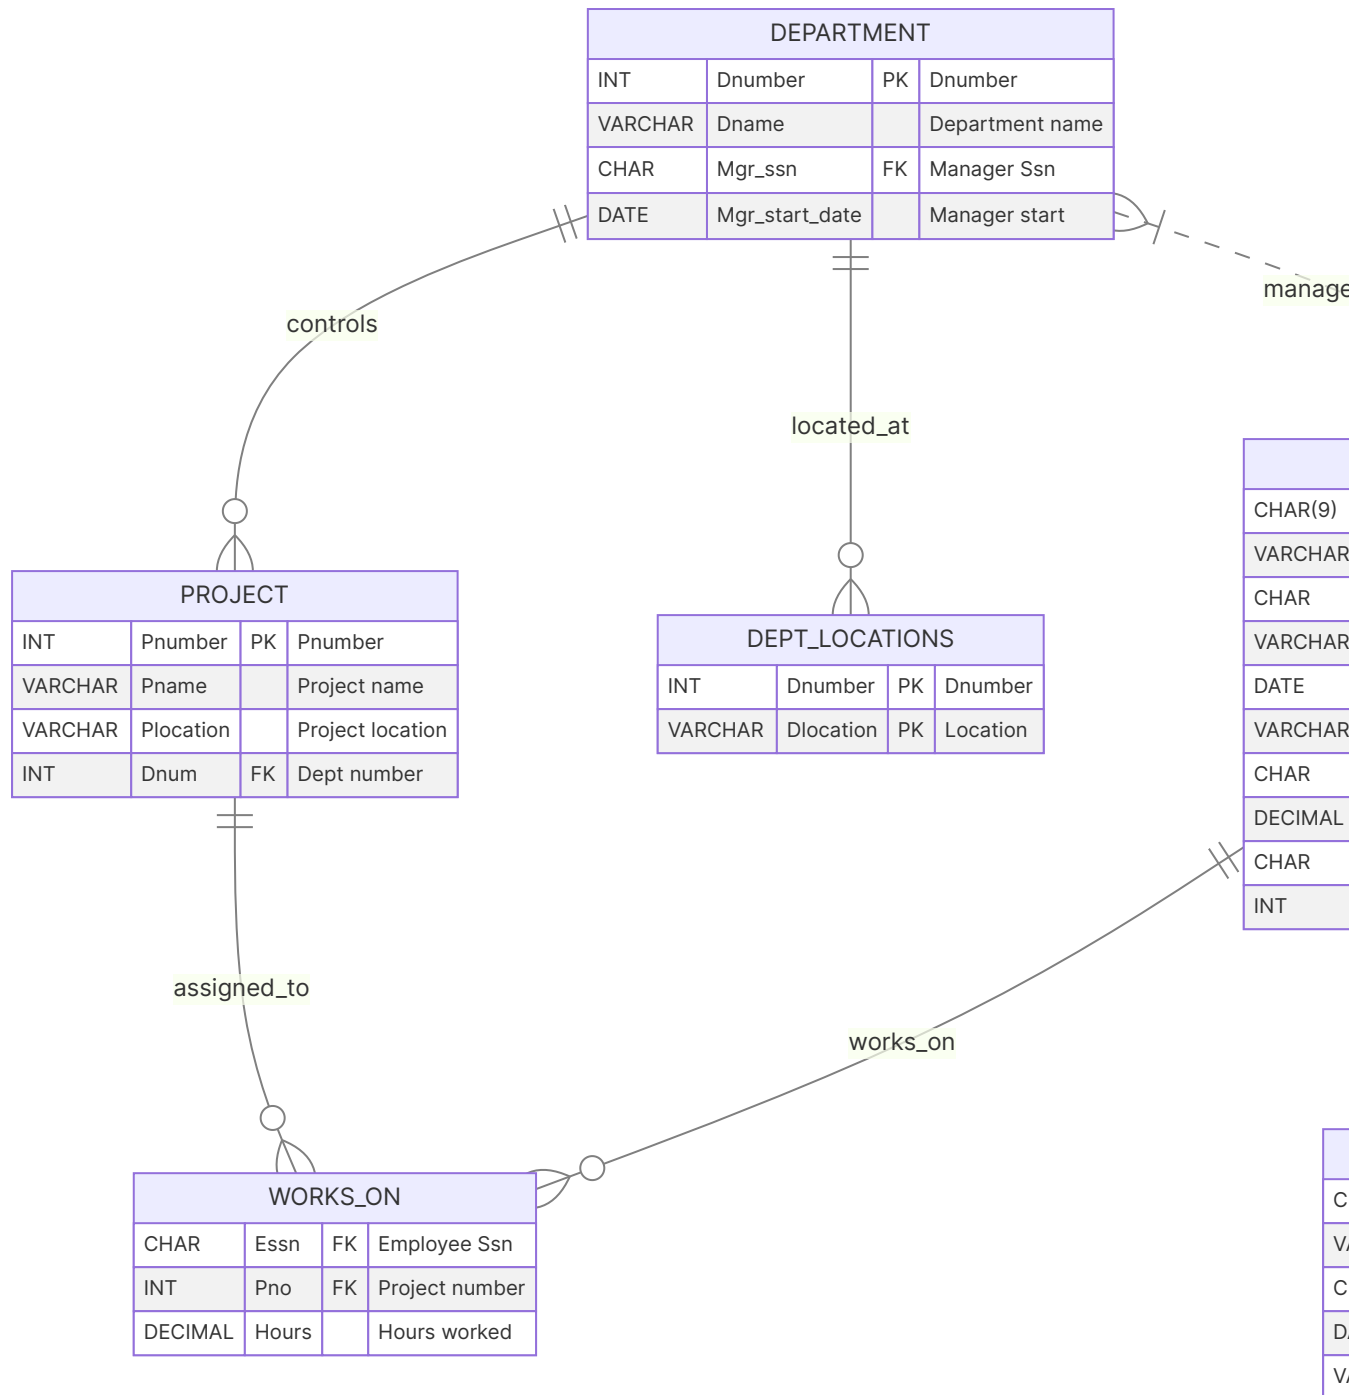 DEPARTMENT
INT Dnumber PK Dnumber
VARCHAR Dname Department name
CHAR Mgr_ssn FK Manager Ssn
DATE Mgr_start_date Manager start
manage
controls
located_at
PROJECT
INT Pnumber PK Pnumber
VARCHAR Pname Project name
VARCHAR Plocation Project location
INT Dnum FK Dept number
DEPT_LOCATIONS
INT Dnumber PK Dnumber
VARCHAR Dlocation PK Location
CHAR(9)
VARCHAR
CHAR
VARCHAR
DATE
VARCHAR
CHAR
DECIMAL
CHAR
INT
assigned_to
works_on
WORKS_ON
CHAR Essn FK Employee Ssn
INT Pno FK Project number
DECIMAL Hours Hours worked